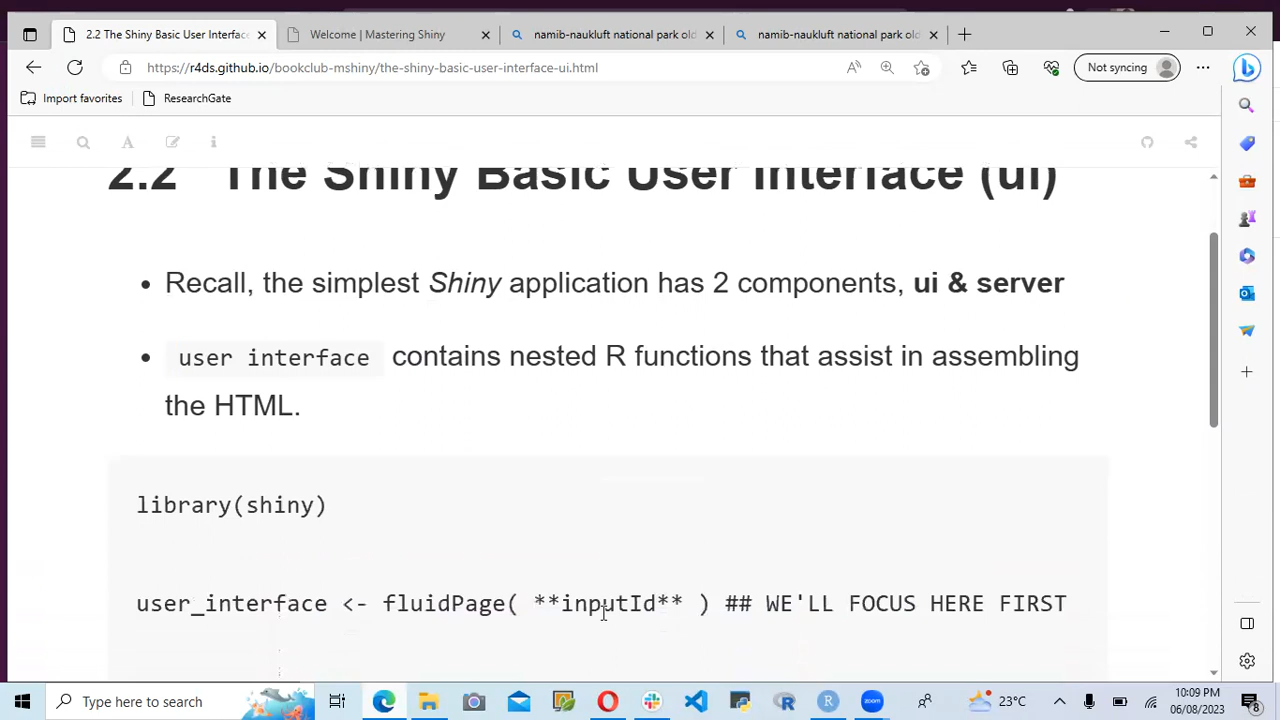 2.2 The Shiny Basic User Interface
Welcome | Mastering Shiny
namib-naukluft national park old
namib-naukluft national park old
https://r4ds.github.io/bookclub-mshiny/the-shiny-basic-user-interface-ui.html
Not syncing
Import favorites
ResearchGate
2.2 The Shiny Basic User Interface (ui)
• Recall, the simplest Shiny application has 2 components, ui & server
• user interface contains nested R functions that assist in assembling
the HTML.
library(shiny)
user_interface <- fluidPage( **inputId** ) ## WE'LL FOCUS HERE FIRST
Type here to search
23°C
10:09 PM
06/08/2023
8